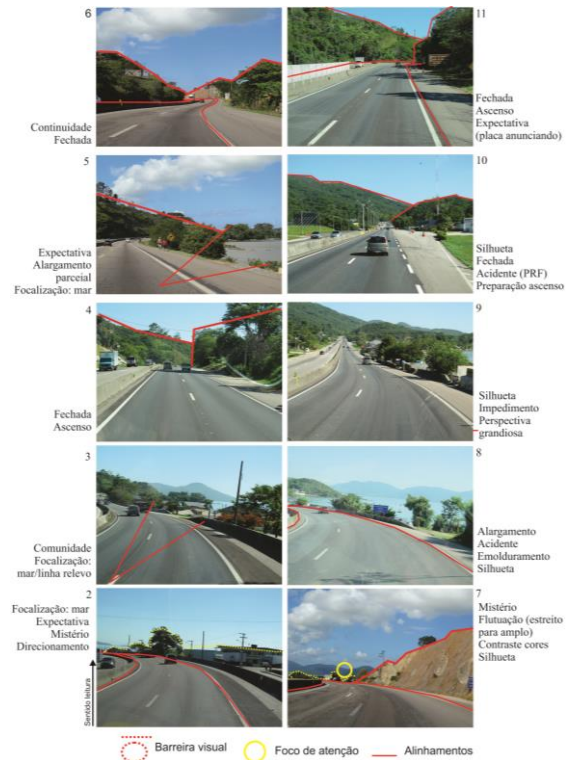 6
Continuidade
Fechada
5
Expectativa
Alargamento
parceial
Focalização: mar
4
Fechada
Ascenso
3
Comunidade
Focalização:
mar/linha relevo
2
Focalização: mar
Expectativa
Mistério
Direcionamento
Sentido leitura
11
Fechada
Ascenso
Expectativa
(placa anunciando)
10
Silhueta
Fechada
Acidente (PRF)
Preparação ascenso
9
Silhueta
Impedimento
Perspectiva
grandiosa
8
Alargamento
Acidente
Emolduramento
Silhueta
7
Mistério
Flutuação (estreito
para amplo)
Contraste cores
Silhueta
Barreira visual
Foco de atenção
Alinhamentos